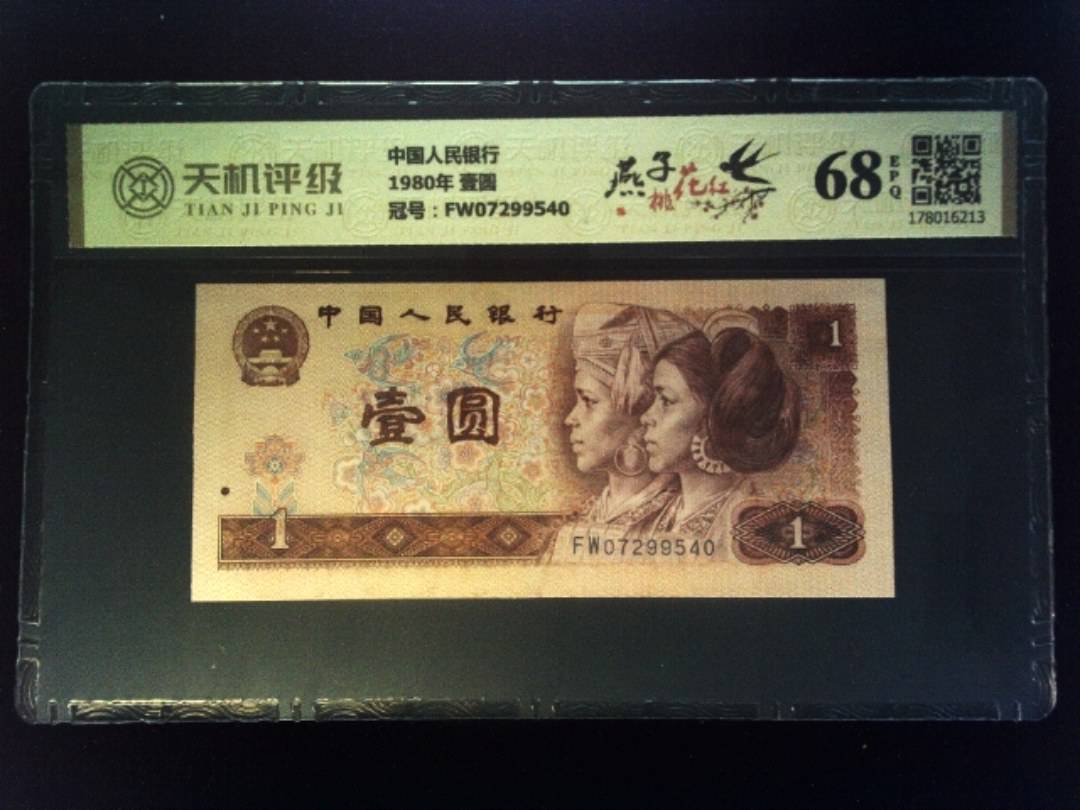 天机评级
TIAN JI PING JI
中国人民银行
1980年 壹圆
冠号：FW07299540
燕子
桃花红
68
EPQ
178016213
中国人民银行
1
壹圆
1
FW07299540
1